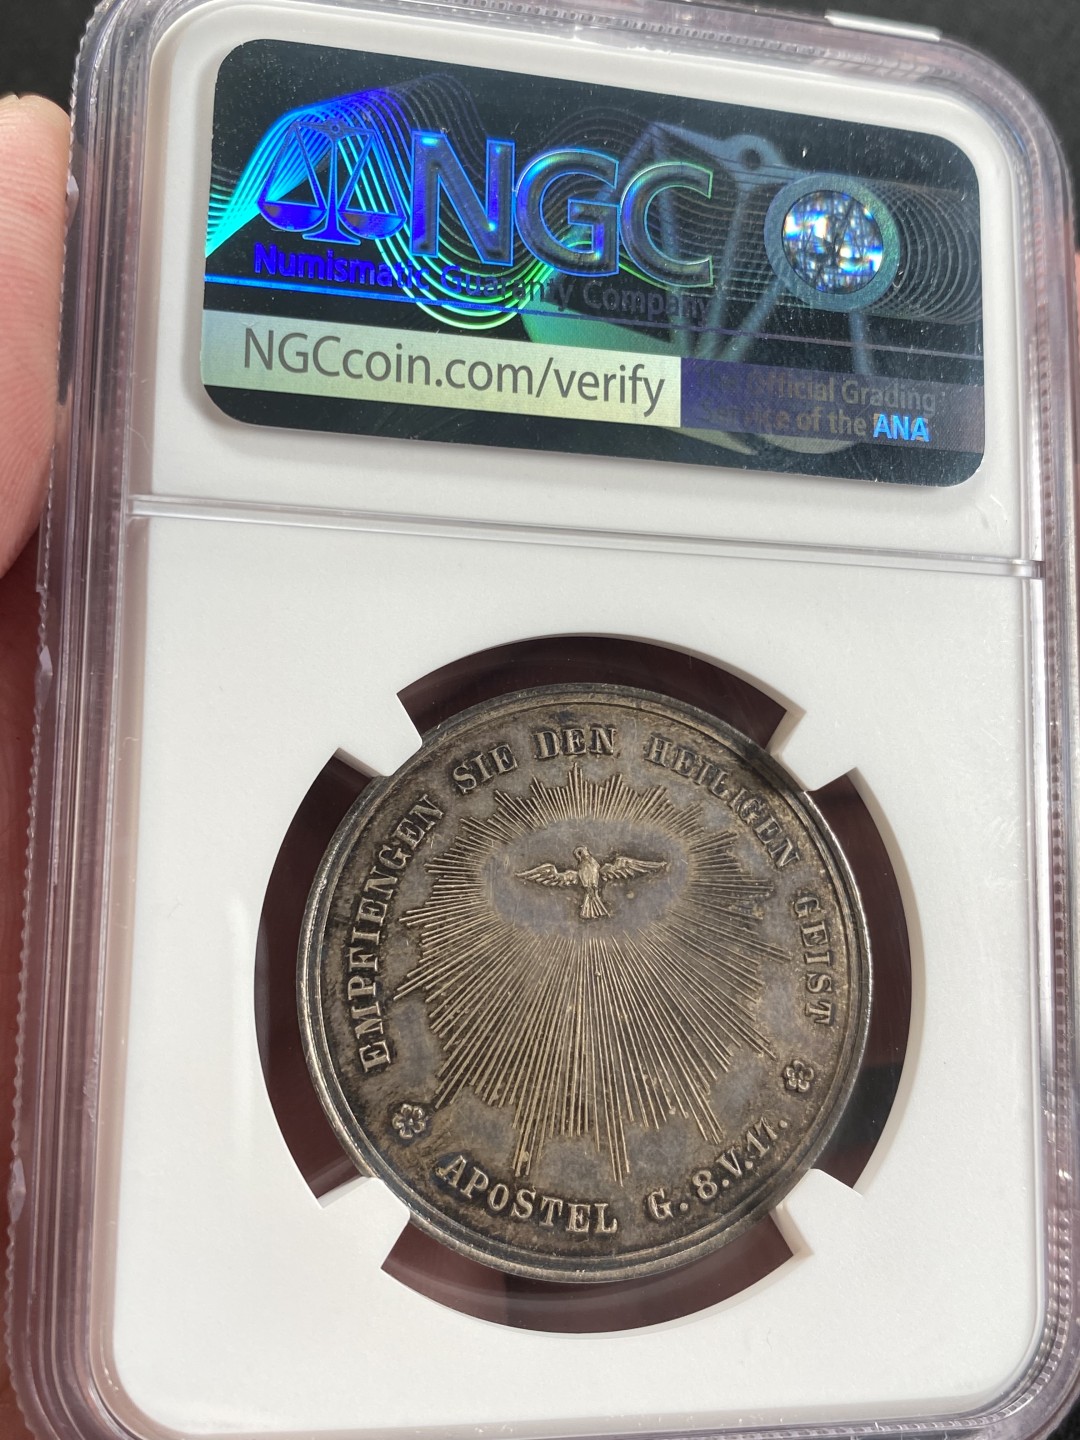 NGC
Numismatic Guaranty Company
NGCcoin.com/verify
The Official Grading
Service of the ANA
EMPFIENGEN SIE DEN HEILIGEN GEIST
APOSTEL G. 8.V.17.